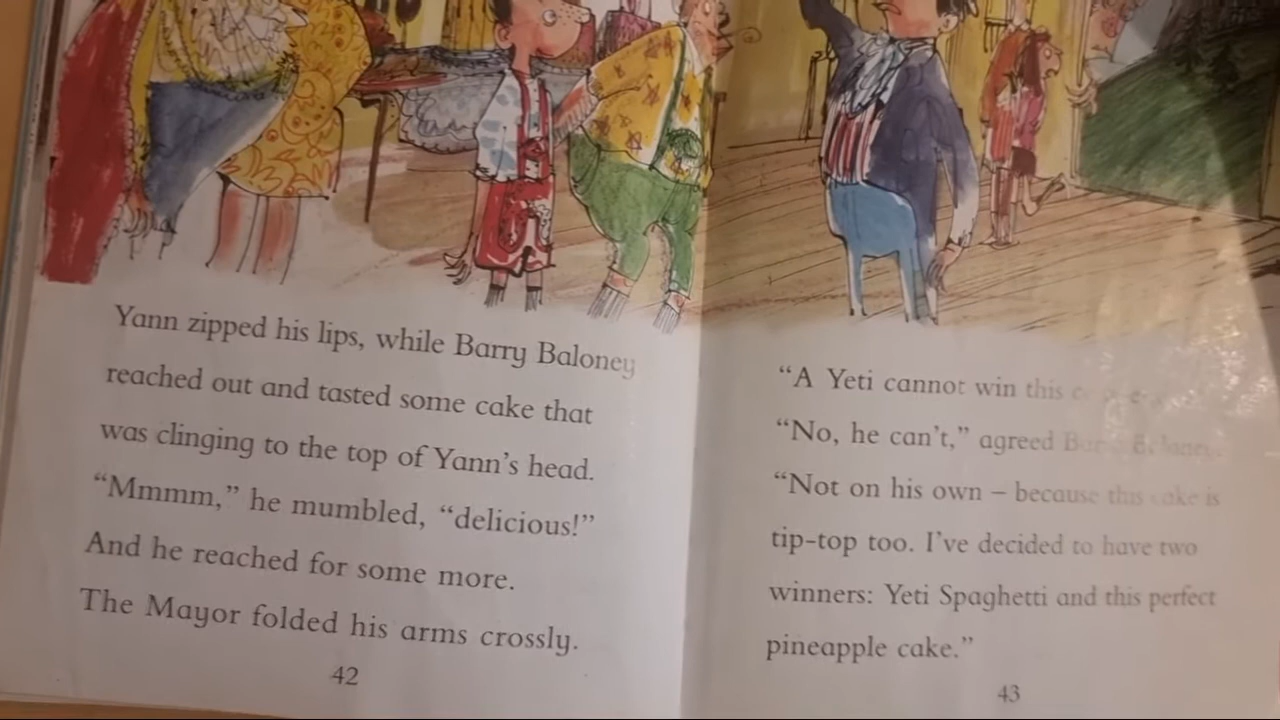 Yann zipped his lips, while Barry Baloney
reached out and tasted some cake that
was clinging to the top of Yann's head.
“Mmmm,” he mumbled, “delicious!”
And he reached for some more.
The Mayor folded his arms crossly.
42
“A Yeti cannot win this
“No, he can't,” agreed Barry Baloney.
“Not on his own – because this cake is
tip-top too. I've decided to have two
winners: Yeti Spaghetti and this perfect
pineapple cake.”
43